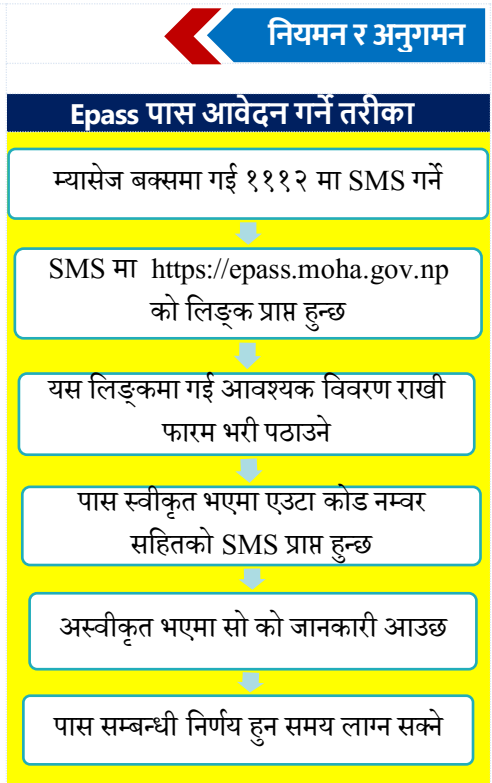 नियमन र अनुगमन
Epass पास आवेदन गर्ने तरीका
म्यासेज बक्समा गई १११२ मा SMS गर्ने
SMS मा https://epass.moha.gov.np
को लिङ्क प्राप्त हुन्छ
यस लिङ्कमा गई आवश्यक विवरण राखी
फारम भरी पठाउने
पास स्वीकृत भएमा एउटा कोड नम्वर
सहितको SMS प्राप्त हुन्छ
अस्वीकृत भएमा सो को जानकारी आउछ
पास सम्बन्धी निर्णय हुन समय लाग्न सक्ने